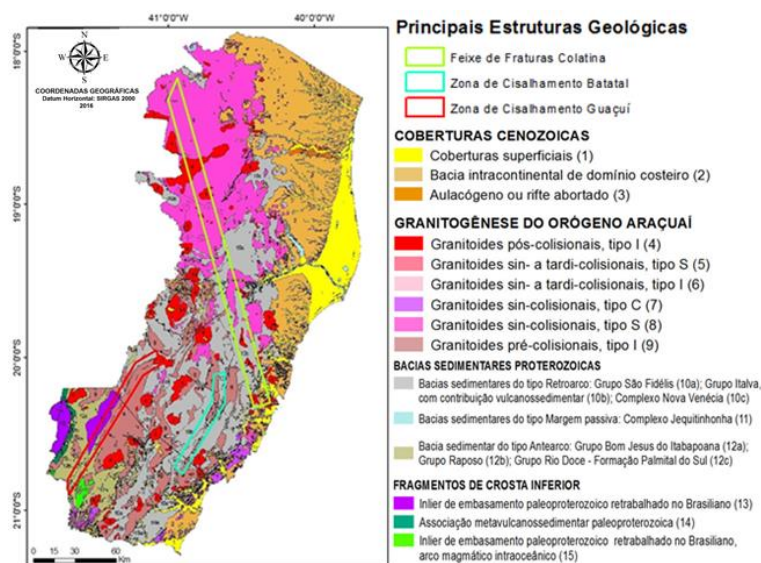 41°0'0"W
40°0'0"W
18°0'0"S
19°0'0"S
20°0'0"S
21°0'0"S
N
W
E
S
COORDENADAS GEOGRÁFICAS
Datum Horizontal: SIRGAS 2000
2016
0 15 30 60
Km
Principais Estruturas Geológicas
Feixe de Fraturas Colatina
Zona de Cisalhamento Batatal
Zona de Cisalhamento Guaçuí
COBERTURAS CENOZOICAS
Coberturas superficiais (1)
Bacia intracontinental de domínio costeiro (2)
Aulacógeno ou rifte abortado (3)
GRANITOGÊNESE DO ORÓGENO ARAÇUAÍ
Granitoides pós-colisionais, tipo I (4)
Granitoides sin- a tardi-colisionais, tipo S (5)
Granitoides sin- a tardi-colisionais, tipo I (6)
Granitoides sin-colisionais, tipo C (7)
Granitoides sin-colisionais, tipo S (8)
Granitoides pré-colisionais, tipo I (9)
BACIAS SEDIMENTARES PROTEROZOICAS
Bacias sedimentares do tipo Retroarco: Grupo São Fidélis (10a); Grupo Italva,
com contribuição vulcanossedimentar (10b); Complexo Nova Venécia (10c)
Bacias sedimentares do tipo Margem passiva: Complexo Jequitinhonha (11)
Bacia sedimentar do tipo Antearco: Grupo Bom Jesus do Itabapoana (12a);
Grupo Raposo (12b); Grupo Rio Doce - Formação Palmital do Sul (12c)
FRAGMENTOS DE CROSTA INFERIOR
Inlier de embasamento paleoproterozoico retrabalhado no Brasiliano (13)
Associação metavulcanossedimentar paleoproterozoica (14)
Inlier de embasamento paleoproterozoico retrabalhado no Brasiliano,
arco magmático intraoceânico (15)